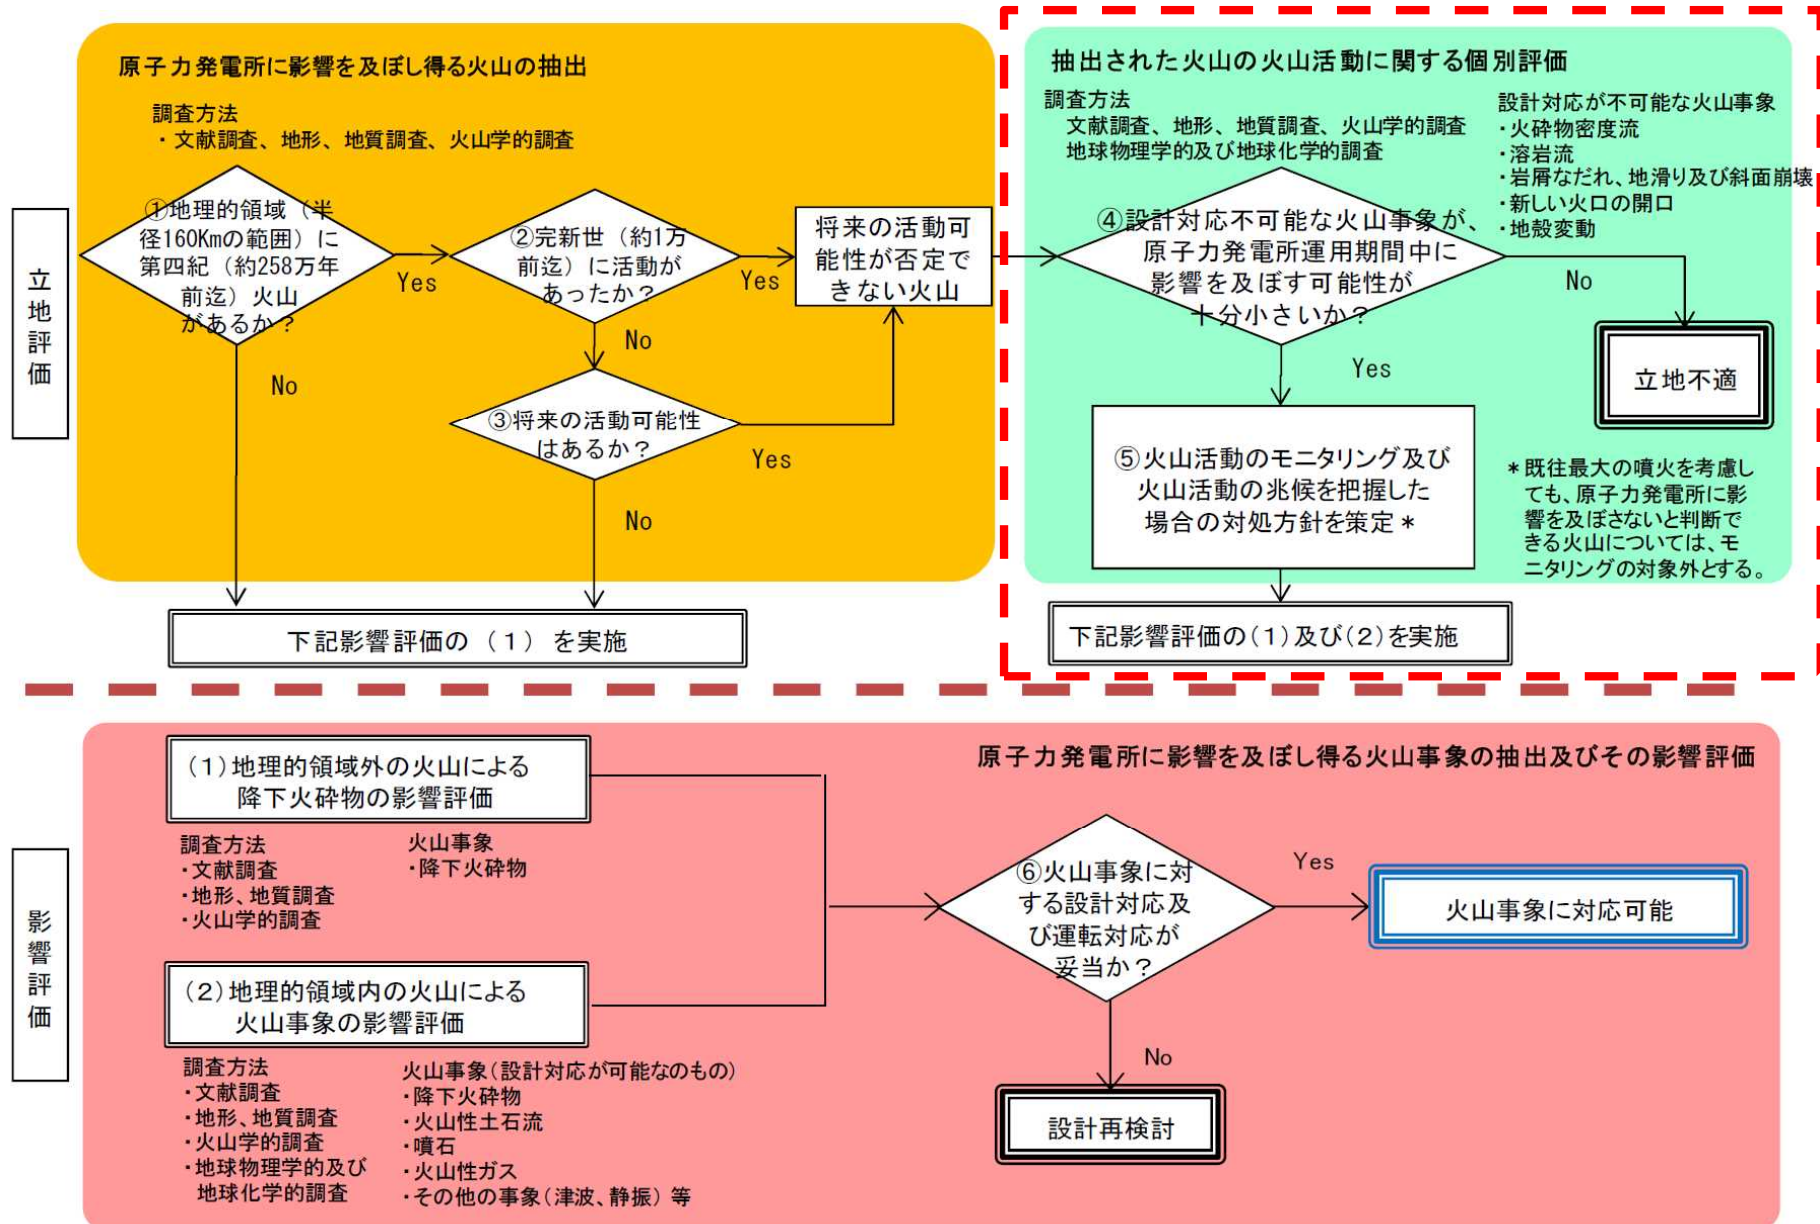 原子力発電所に影響を及ぼし得る火山の抽出
調査方法
・文献調査、地形、地質調査、火山学的調査
立地評価
①地理的領域（半
径160Kmの範囲）に
第四紀（約258万年
前迄）火山
があるか？
Yes
No
②完新世（約1万
前迄）に活動が
あったか？
Yes
No
③将来の活動可能性
はあるか？
Yes
No
将来の活動可
能性が否定で
きない火山
下記影響評価の（1）を実施
抽出された火山の火山活動に関する個別評価
調査方法
文献調査、地形、地質調査、火山学的調査
地球物理学的及び地球化学的調査
設計対応が不可能な火山事象
・火砕物密度流
・溶岩流
・岩屑なだれ、地滑り及び斜面崩壊
・新しい火口の開口
・地殻変動
④設計対応不可能な火山事象が、
原子力発電所運用期間中に
影響を及ぼす可能性が
十分小さいか？
No
Yes
立地不適
⑤火山活動のモニタリング及び
火山活動の兆候を把握した
場合の対処方針を策定＊
＊既往最大の噴火を考慮し
ても、原子力発電所に影
響を及ぼさないと判断で
きる火山については、モ
ニタリングの対象外とする。
下記影響評価の(1)及び(2)を実施
影響評価
原子力発電所に影響を及ぼし得る火山事象の抽出及びその影響評価
(1)地理的領域外の火山による
降下火砕物の影響評価
調査方法
・文献調査
・地形、地質調査
・火山学的調査
火山事象
・降下火砕物
(2)地理的領域内の火山による
火山事象の影響評価
調査方法
・文献調査
・地形、地質調査
・火山学的調査
・地球物理学的及び
地球化学的調査
火山事象(設計対応が可能なのもの)
・降下火砕物
・火山性土石流
・噴石
・火山性ガス
・その他の事象(津波、静振)等
⑥火山事象に対
する設計対応及
び運転対応が
妥当か？
Yes
No
火山事象に対応可能
設計再検討